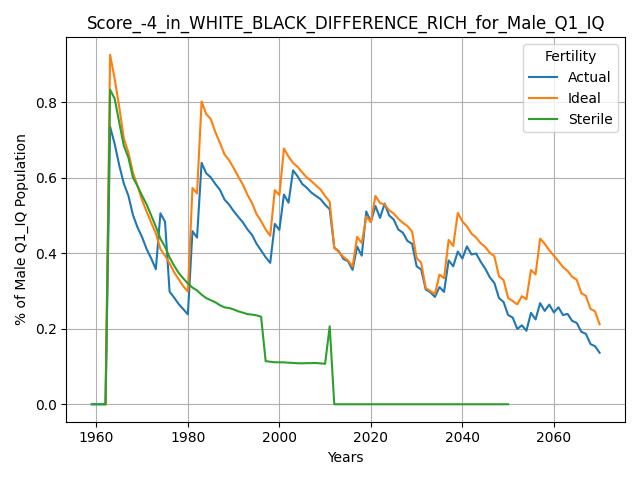 Score_-4_in_WHITE_BLACK_DIFFERENCE_RICH_for_Male_Q1_IQ
Fertility
Actual
Ideal
Sterile
% of Male Q1_IQ Population
0.8
0.6
0.4
0.2
0.0
1960 1980 2000 2020 2040 2060
Years